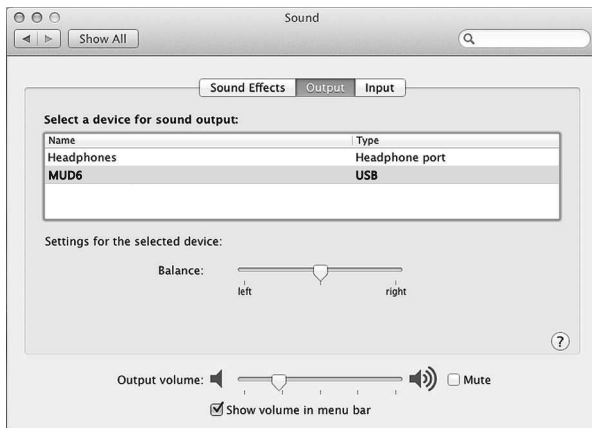 Sound
Show All
Sound Effects Output Input
Select a device for sound output:
Name Type
Headphones Headphone port
MUD6 USB
Settings for the selected device:
Balance:
left right
?
Output volume: Mute
Show volume in menu bar